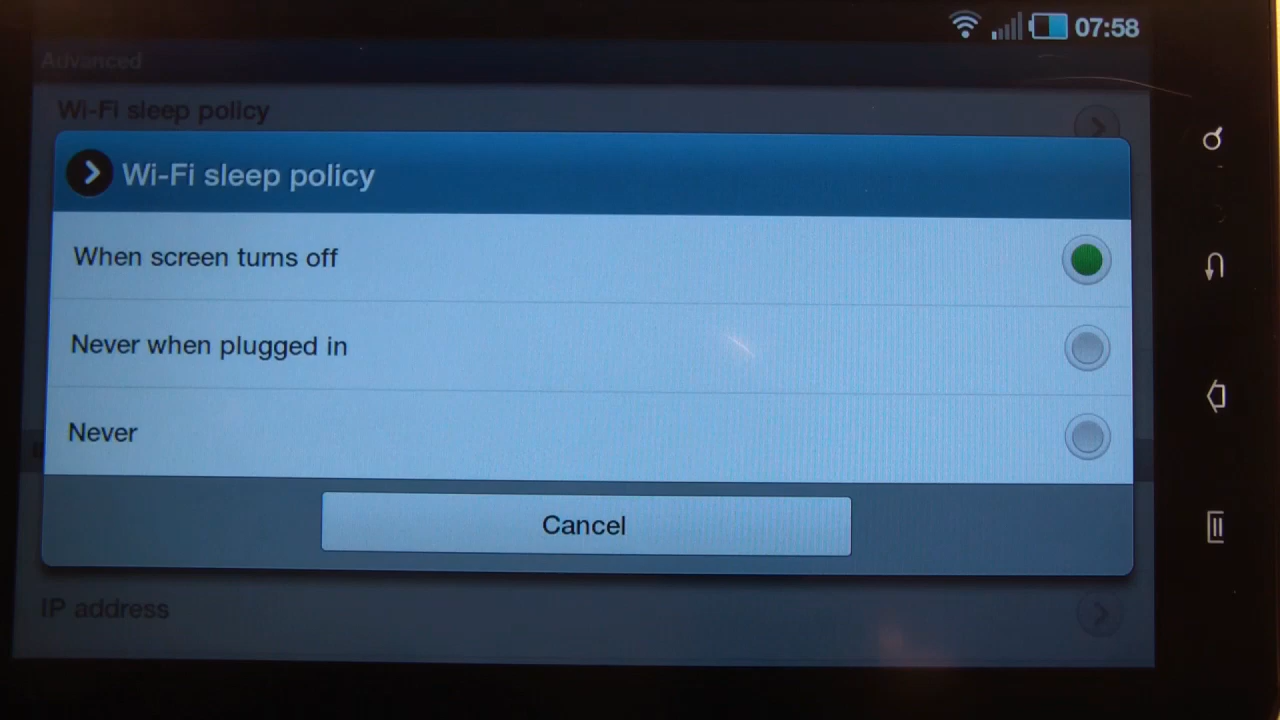 07:58
Advanced
Wi-Fi sleep policy
Wi-Fi sleep policy
When screen turns off
Never when plugged in
Never
Cancel
IP address